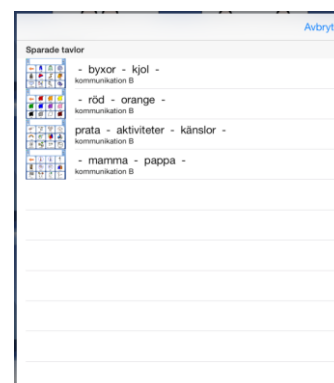 Avbryt
Sparade tavlor
- byxor - kjol -
kommunikation B
- röd - orange -
kommunikation B
prata - aktiviteter - känslor -
kommunikation B
- mamma - pappa -
kommunikation B